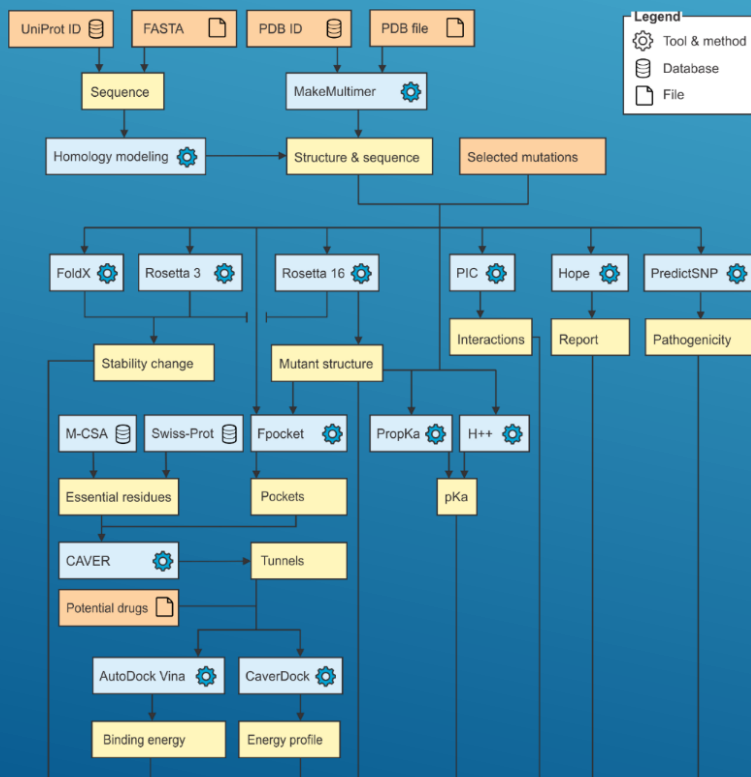 UniProt ID
FASTA
PDB ID
PDB file
Legend
Tool & method
Database
File
Sequence
MakeMultimer
Homology modeling
Structure & sequence
Selected mutations
FoldX
Rosetta 3
Rosetta 16
PIC
Hope
PredictSNP
Interactions
Report
Pathogenicity
Stability change
Mutant structure
M-CSA
Swiss-Prot
Fpocket
PropKa
H++
Essential residues
Pockets
pKa
CAVER
Tunnels
Potential drugs
AutoDock Vina
CaverDock
Binding energy
Energy profile